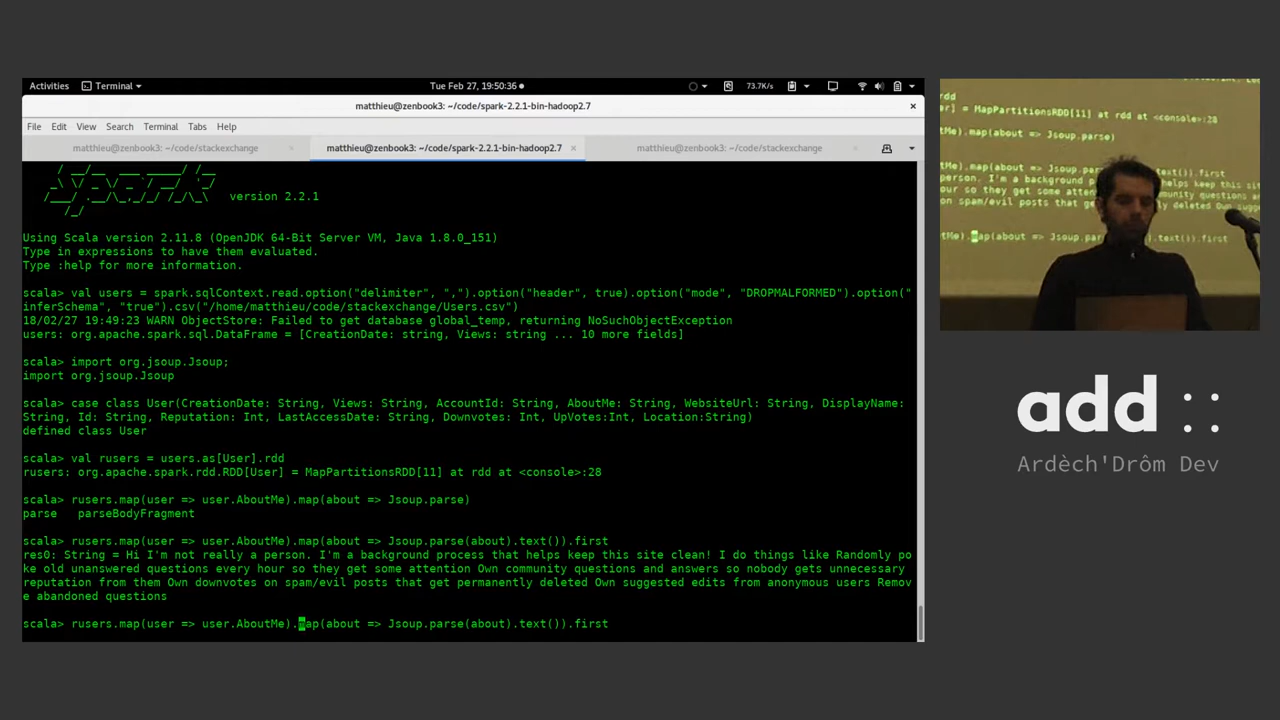 Activities Terminal Tue Feb 27, 19:50:36 73.7K/s
matthieu@zenbook3: ~/code/spark-2.2.1-bin-hadoop2.7
File Edit View Search Terminal Tabs Help
matthieu@zenbook3: ~/code/stackexchange matthieu@zenbook3: ~/code/spark-2.2.1-bin-hadoop2.7 matthieu@zenbook3: ~/code/stackexchange
version 2.2.1
Using Scala version 2.11.8 (OpenJDK 64-Bit Server VM, Java 1.8.0_151)
Type in expressions to have them evaluated.
Type :help for more information.
scala> val users = spark.sqlContext.read.option("delimiter", ",").option("header", true).option("mode", "DROPMALFORMED").option("
inferSchema", "true").csv("/home/matthieu/code/stackexchange/Users.csv")
18/02/27 19:49:23 WARN ObjectStore: Failed to get database global_temp, returning NoSuchObjectException
users: org.apache.spark.sql.DataFrame = [CreationDate: string, Views: string ... 10 more fields]
scala> import org.jsoup.Jsoup;
import org.jsoup.Jsoup
scala> case class User(CreationDate: String, Views: String, AccountId: String, AboutMe: String, WebsiteUrl: String, DisplayName:
String, Id: String, Reputation: Int, LastAccessDate: String, Downvotes: Int, UpVotes:Int, Location:String)
defined class User
scala> val rusers = users.as[User].rdd
rusers: org.apache.spark.rdd.RDD[User] = MapPartitionsRDD[11] at rdd at <console>:28
scala> rusers.map(user => user.AboutMe).map(about => Jsoup.parse)
parse parseBodyFragment
scala> rusers.map(user => user.AboutMe).map(about => Jsoup.parse(about).text()).first
res0: String = Hi I'm not really a person. I'm a background process that helps keep this site clean! I do things like Randomly po
ke old unanswered questions every hour so they get some attention Own community questions and answers so nobody gets unnecessary
reputation from them Own downvotes on spam/evil posts that get permanently deleted Own suggested edits from anonymous users Remov
e abandoned questions
scala> rusers.map(user => user.AboutMe).map(about => Jsoup.parse(about).text()).first
add ::
Ardèch'Drôm Dev